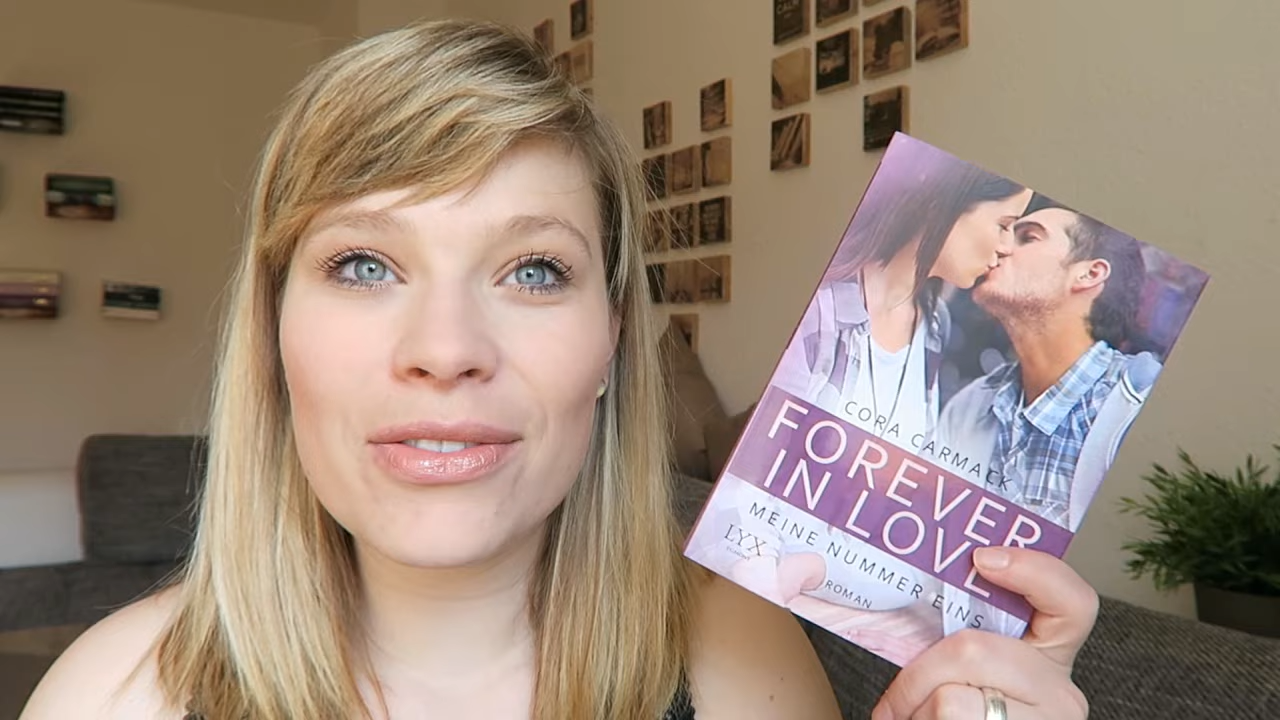 CORA CARMACK
FOREVER
IN LOVE
MEINE NUMMER EINS
LYX
ROMAN